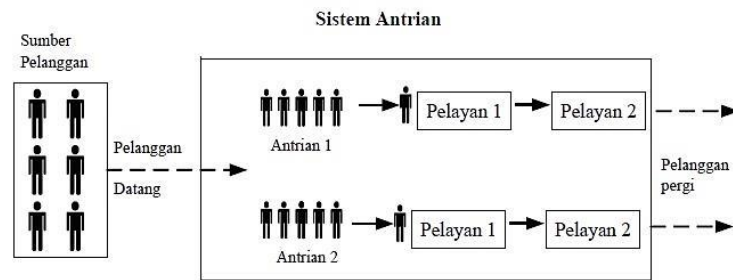 Sistem Antrian
Sumber
Pelanggan
Pelanggan
Datang
Antrian 1
Pelayan 1
Pelayan 2
Antrian 2
Pelayan 1
Pelayan 2
Pelanggan
pergi